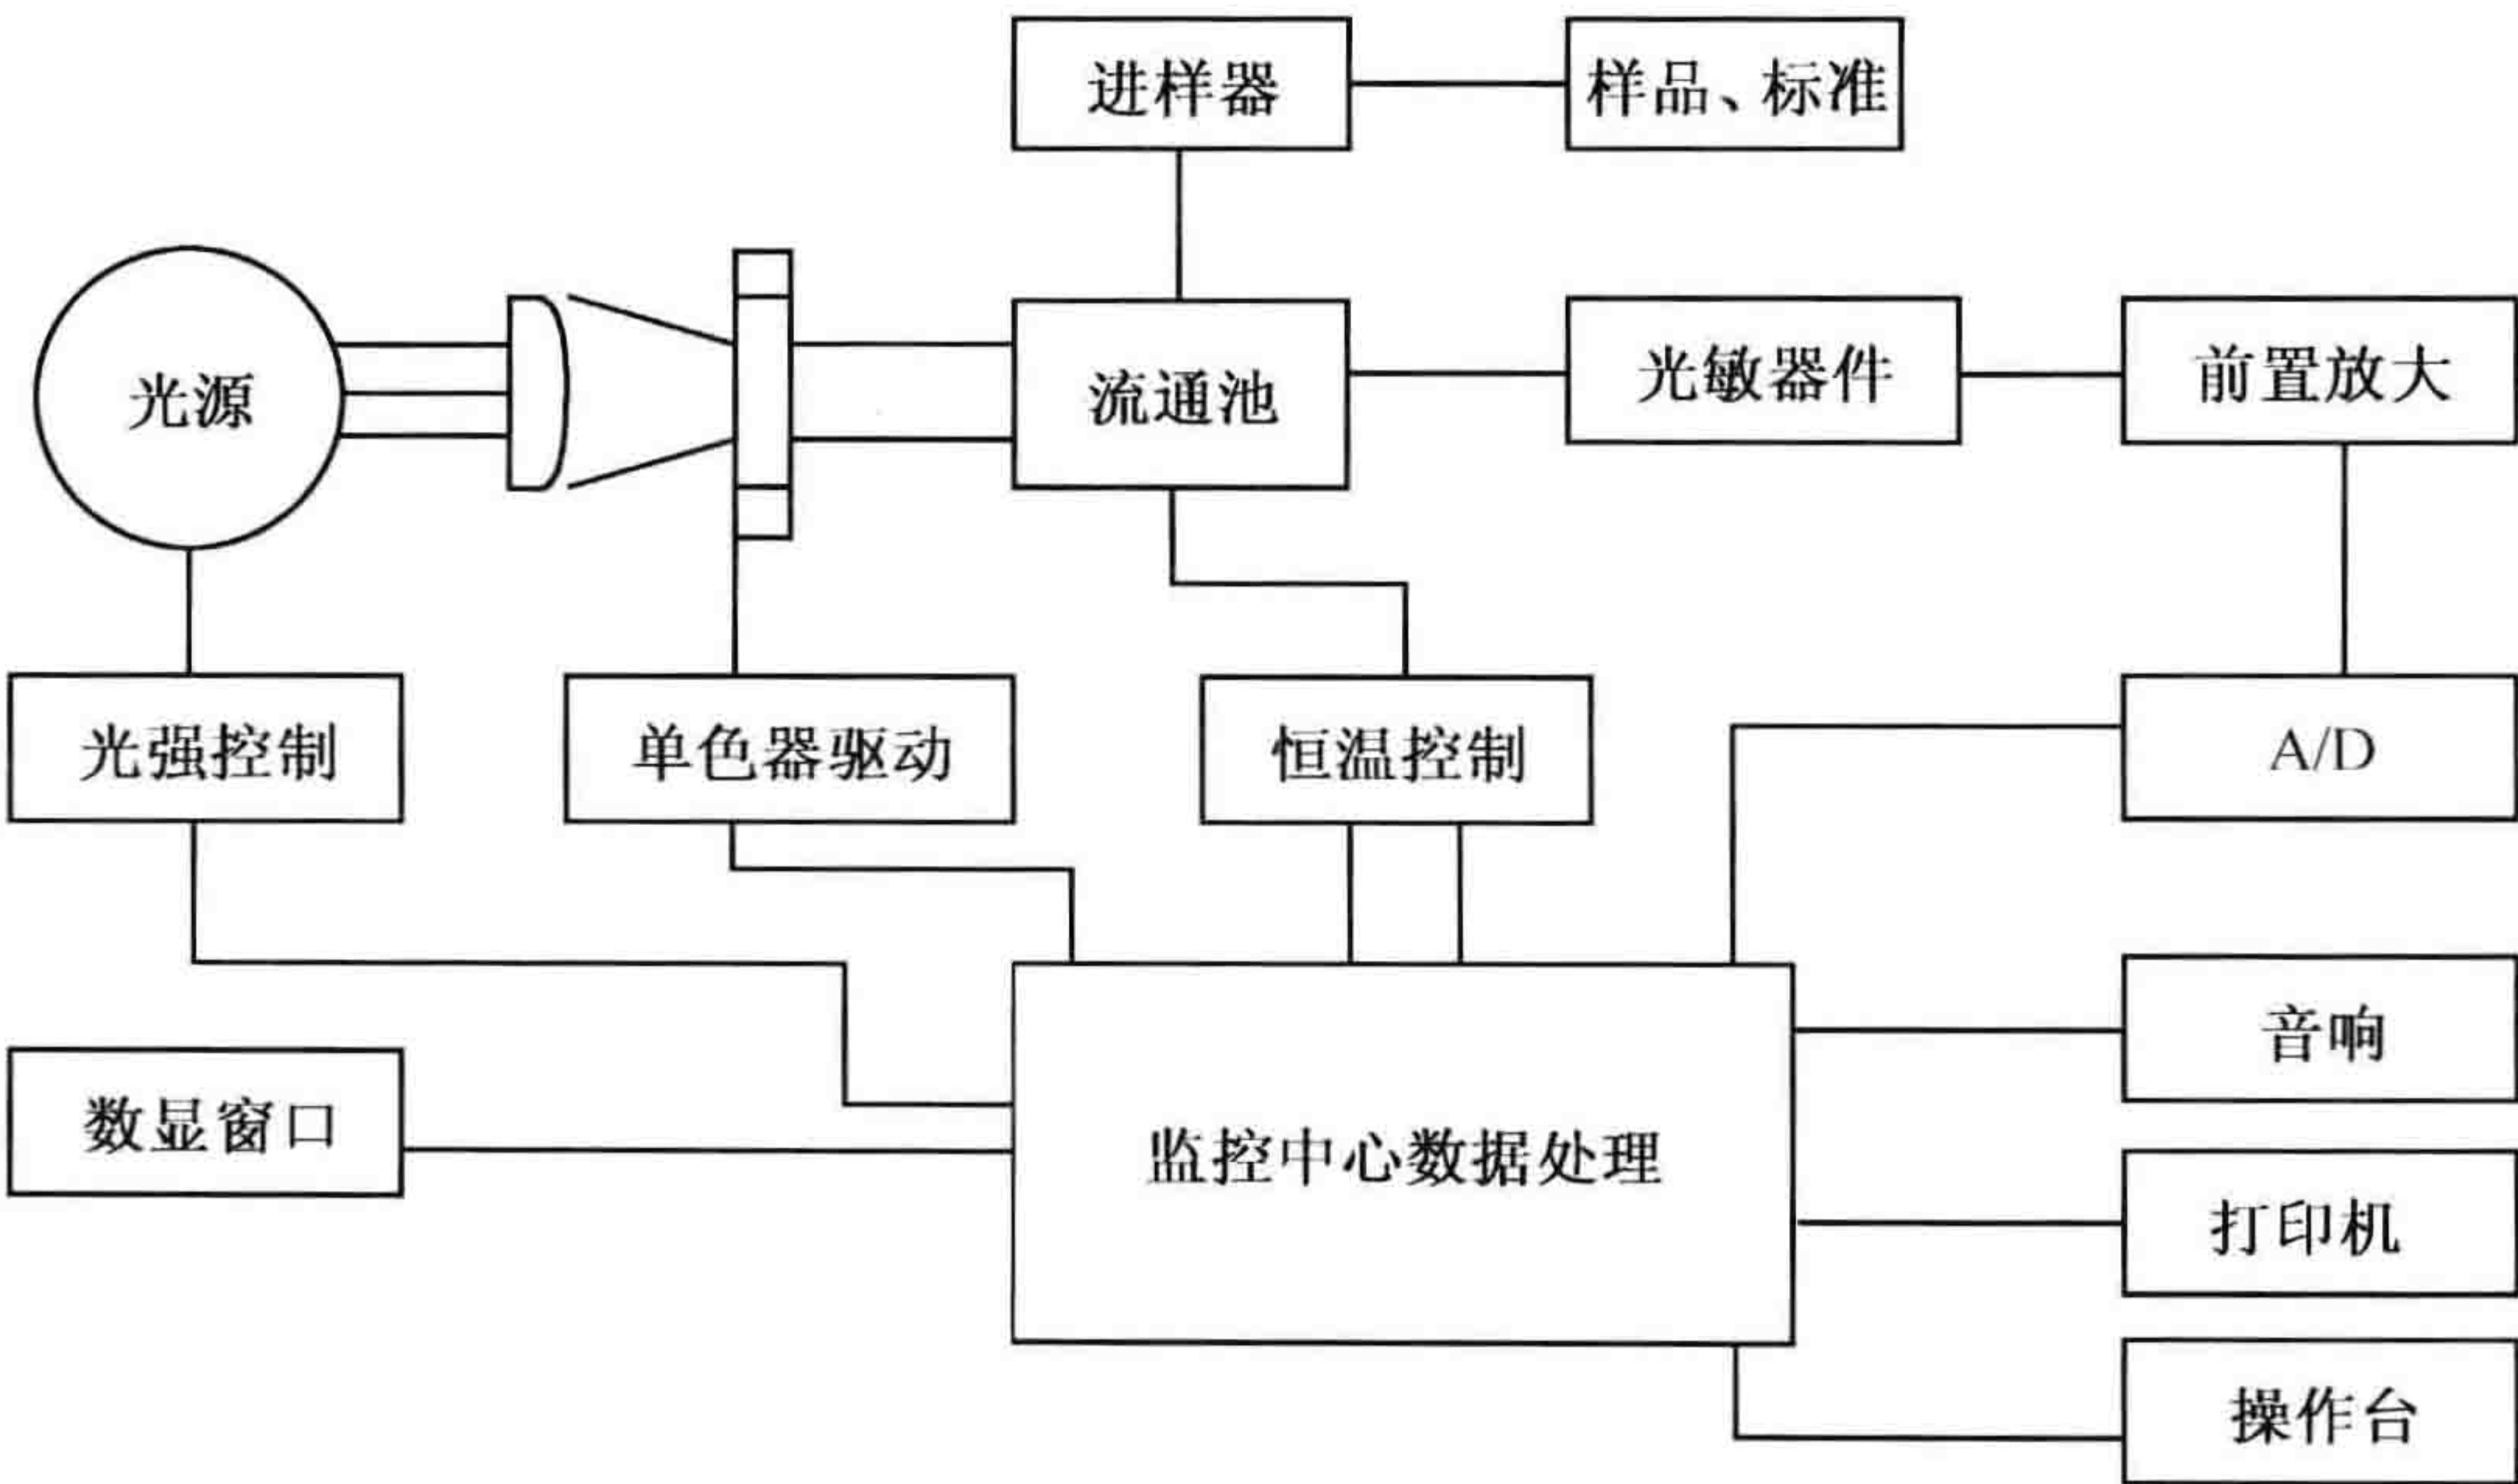 进样器
样品、标准
光源
流通池
光敏器件
前置放大
光强控制
单色器驱动
恒温控制
A/D
音响
数显窗口
监控中心数据处理
打印机
操作台